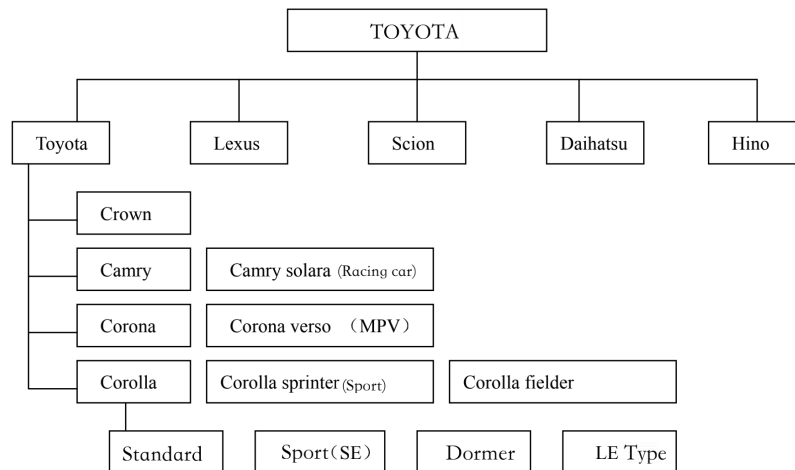 TOYOTA
Toyota
Lexus
Scion
Daihatsu
Hino
Crown
Camry
Camry solara (Racing car)
Corona
Corona verso （MPV）
Corolla
Corolla sprinter (Sport)
Corolla fielder
Standard
Sport(SE)
Dormer
LE Type